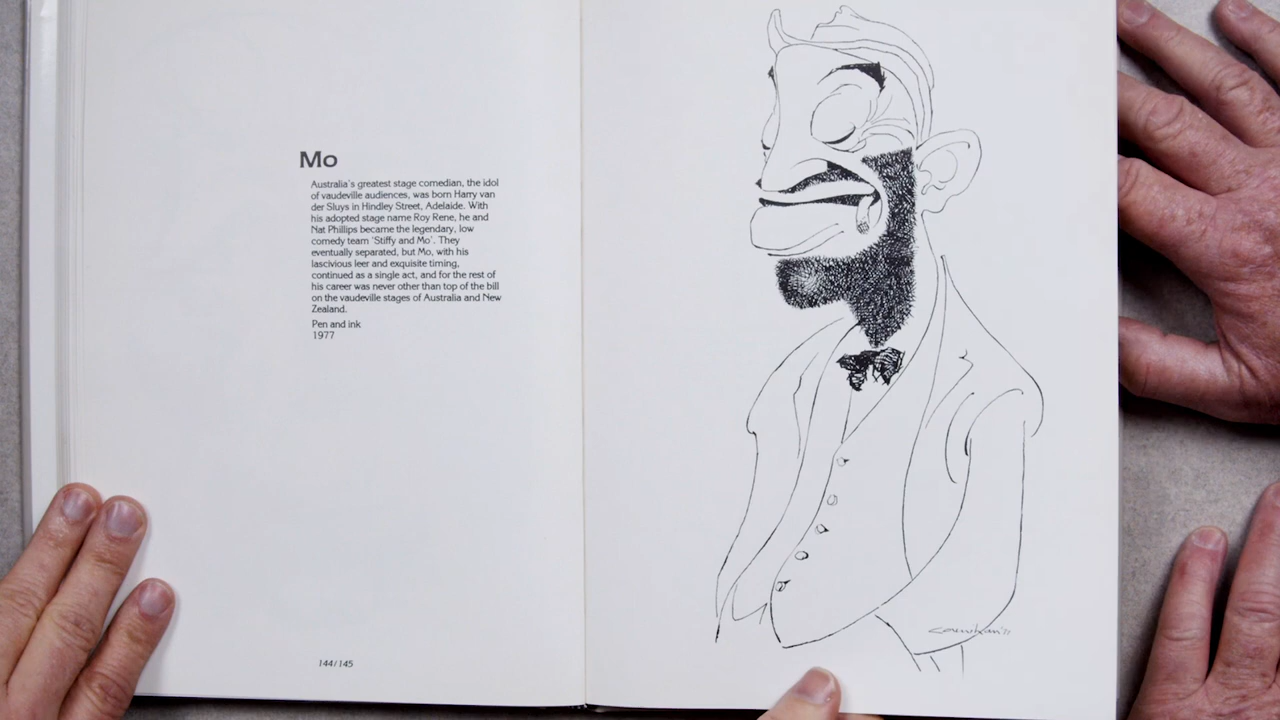 Mo
Australia's greatest stage comedian, the idol
of vaudeville audiences, was born Harry van
der Sluys in Hindley Street, Adelaide. With
his adopted stage name Roy Rene, he and
Nat Phillips became the legendary, low
comedy team 'Stiffy and Mo'. They
eventually separated, but Mo, with his
lascivious leer and exquisite timing,
continued as a single act, and for the rest of
his career was never other than top of the bill
on the vaudeville stages of Australia and New
Zealand.
Pen and ink
1977
144/145
Counihan '77